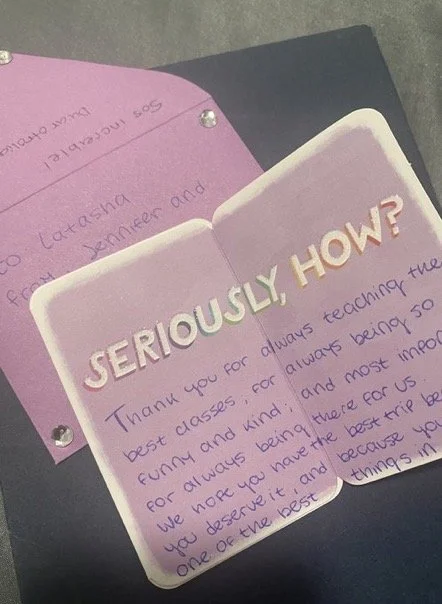 Sos increíble!
to Latasha
from Jennifer and
SERIOUSLY, HOW?
Thank you for always teaching the
best classes, for always being so
funny and kind, and most impor
for always being there for us.
We hope you have the best trip bec
you deserve it, and because you
one of the best things in